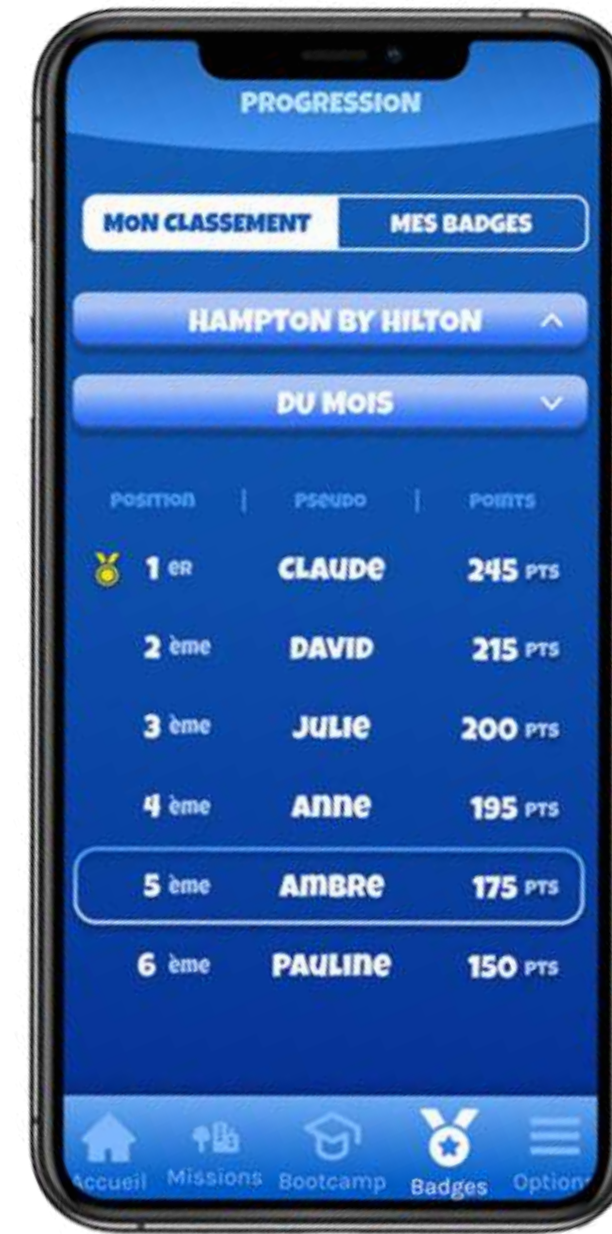 PROGRESSION
MON CLASSEMENT MES BADGES
HAMPTON BY HILTON
DU MOIS
POSITION | PSEUDO | POINTS
1 ER CLAUDE 245 PTS
2 ème DAVID 215 PTS
3 ème JULIE 200 PTS
4 ème ANNE 195 PTS
5 ème AMBRE 175 PTS
6 ème PAULINE 150 PTS
Accueil Missions Bootcamp Badges Option